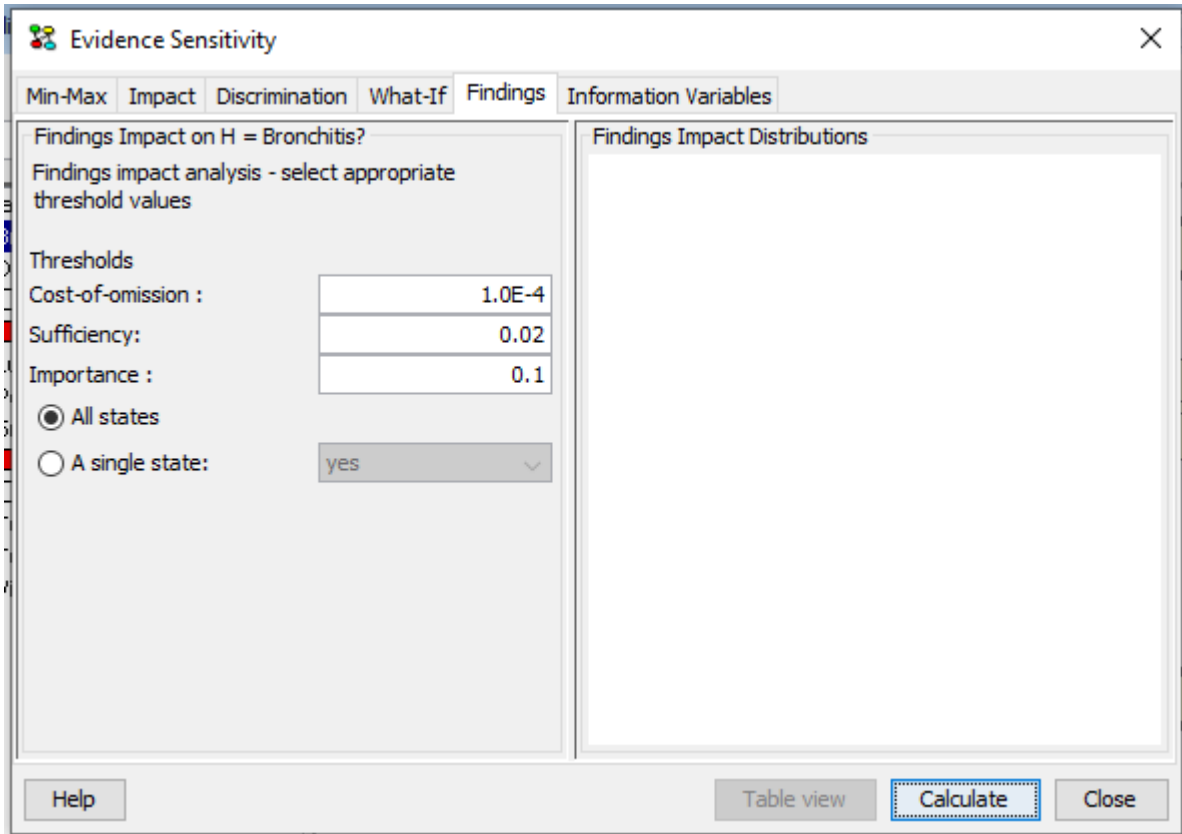 Evidence Sensitivity
Min-Max Impact Discrimination What-If Findings Information Variables
Findings Impact on H = Bronchitis?
Findings impact analysis - select appropriate
threshold values
Thresholds
Cost-of-omission : 1.0E-4
Sufficiency: 0.02
Importance : 0.1
All states
A single state: yes
Findings Impact Distributions
Help Table view Calculate Close